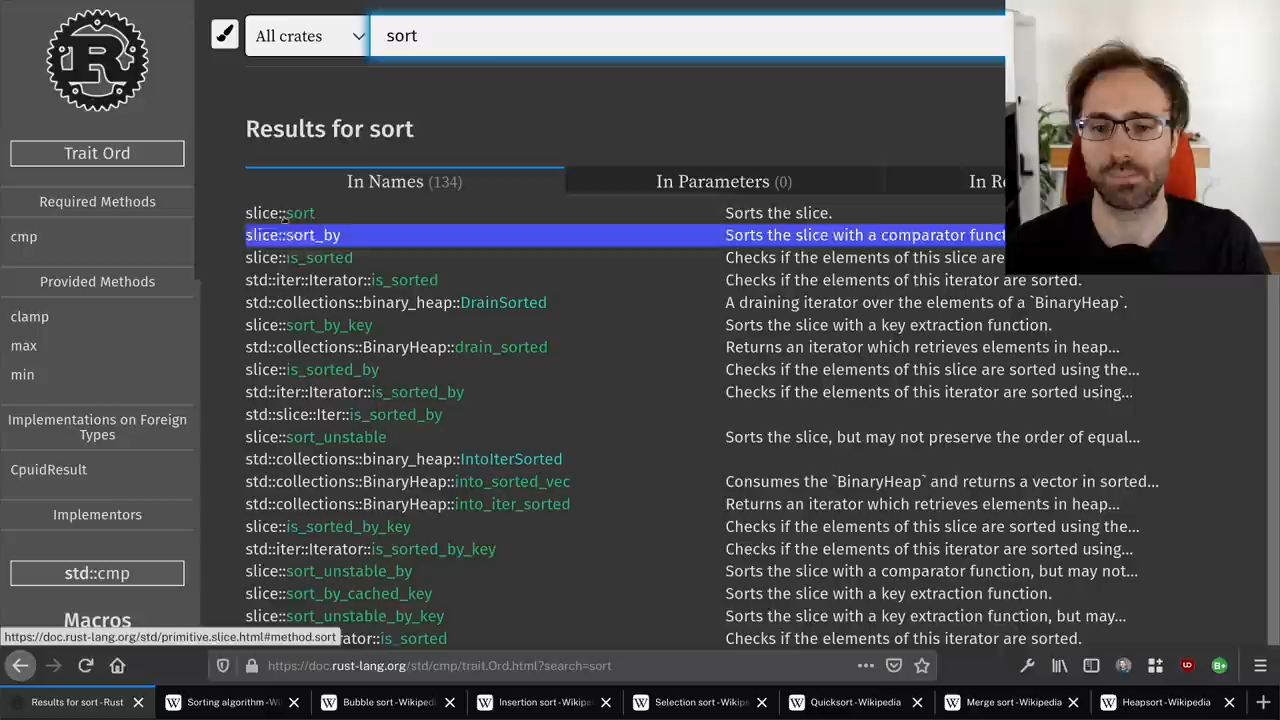 All crates
sort
Results for sort
In Names (134)
In Parameters (0)
In Re
slice::sort Sorts the slice.
slice::sort_by Sorts the slice with a comparator funct
slice::is_sorted Checks if the elements of this slice are
std::iter::Iterator::is_sorted Checks if the elements of this iterator are sorted.
std::collections::binary_heap::DrainSorted A draining iterator over the elements of a `BinaryHeap`.
slice::sort_by_key Sorts the slice with a key extraction function.
std::collections::BinaryHeap::drain_sorted Returns an iterator which retrieves elements in heap...
slice::is_sorted_by Checks if the elements of this slice are sorted using the...
std::iter::Iterator::is_sorted_by Checks if the elements of this iterator are sorted using...
std::slice::Iter::is_sorted_by
slice::sort_unstable Sorts the slice, but may not preserve the order of equal...
std::collections::binary_heap::IntoIterSorted
std::collections::BinaryHeap::into_sorted_vec Consumes the `BinaryHeap` and returns a vector in sorted...
std::collections::BinaryHeap::into_iter_sorted Returns an iterator which retrieves elements in heap...
slice::is_sorted_by_key Checks if the elements of this slice are sorted using the...
std::iter::Iterator::is_sorted_by_key Checks if the elements of this iterator are sorted using...
slice::sort_unstable_by Sorts the slice with a comparator function, but may not...
slice::sort_by_cached_key Sorts the slice with a key extraction function.
slice::sort_unstable_by_key Sorts the slice with a key extraction function, but may...
rator::is_sorted Checks if the elements of this iterator are sorted.
R
Trait Ord
Required Methods
cmp
Provided Methods
clamp
max
min
Implementations on Foreign
Types
CpuidResult
Implementors
std::cmp
Macros
https://doc.rust-lang.org/std/primitive.slice.html#method.sort
https://doc.rust-lang.org/std/cmp/trait.Ord.html?search=sort
Results for sort - Rust
Sorting algorithm - Wi
Bubble sort - Wikiped
Insertion sort - Wikipe
Selection sort - Wikip
Quicksort - Wikipedia
Merge sort - Wikipedia
Heapsort - Wikipedia